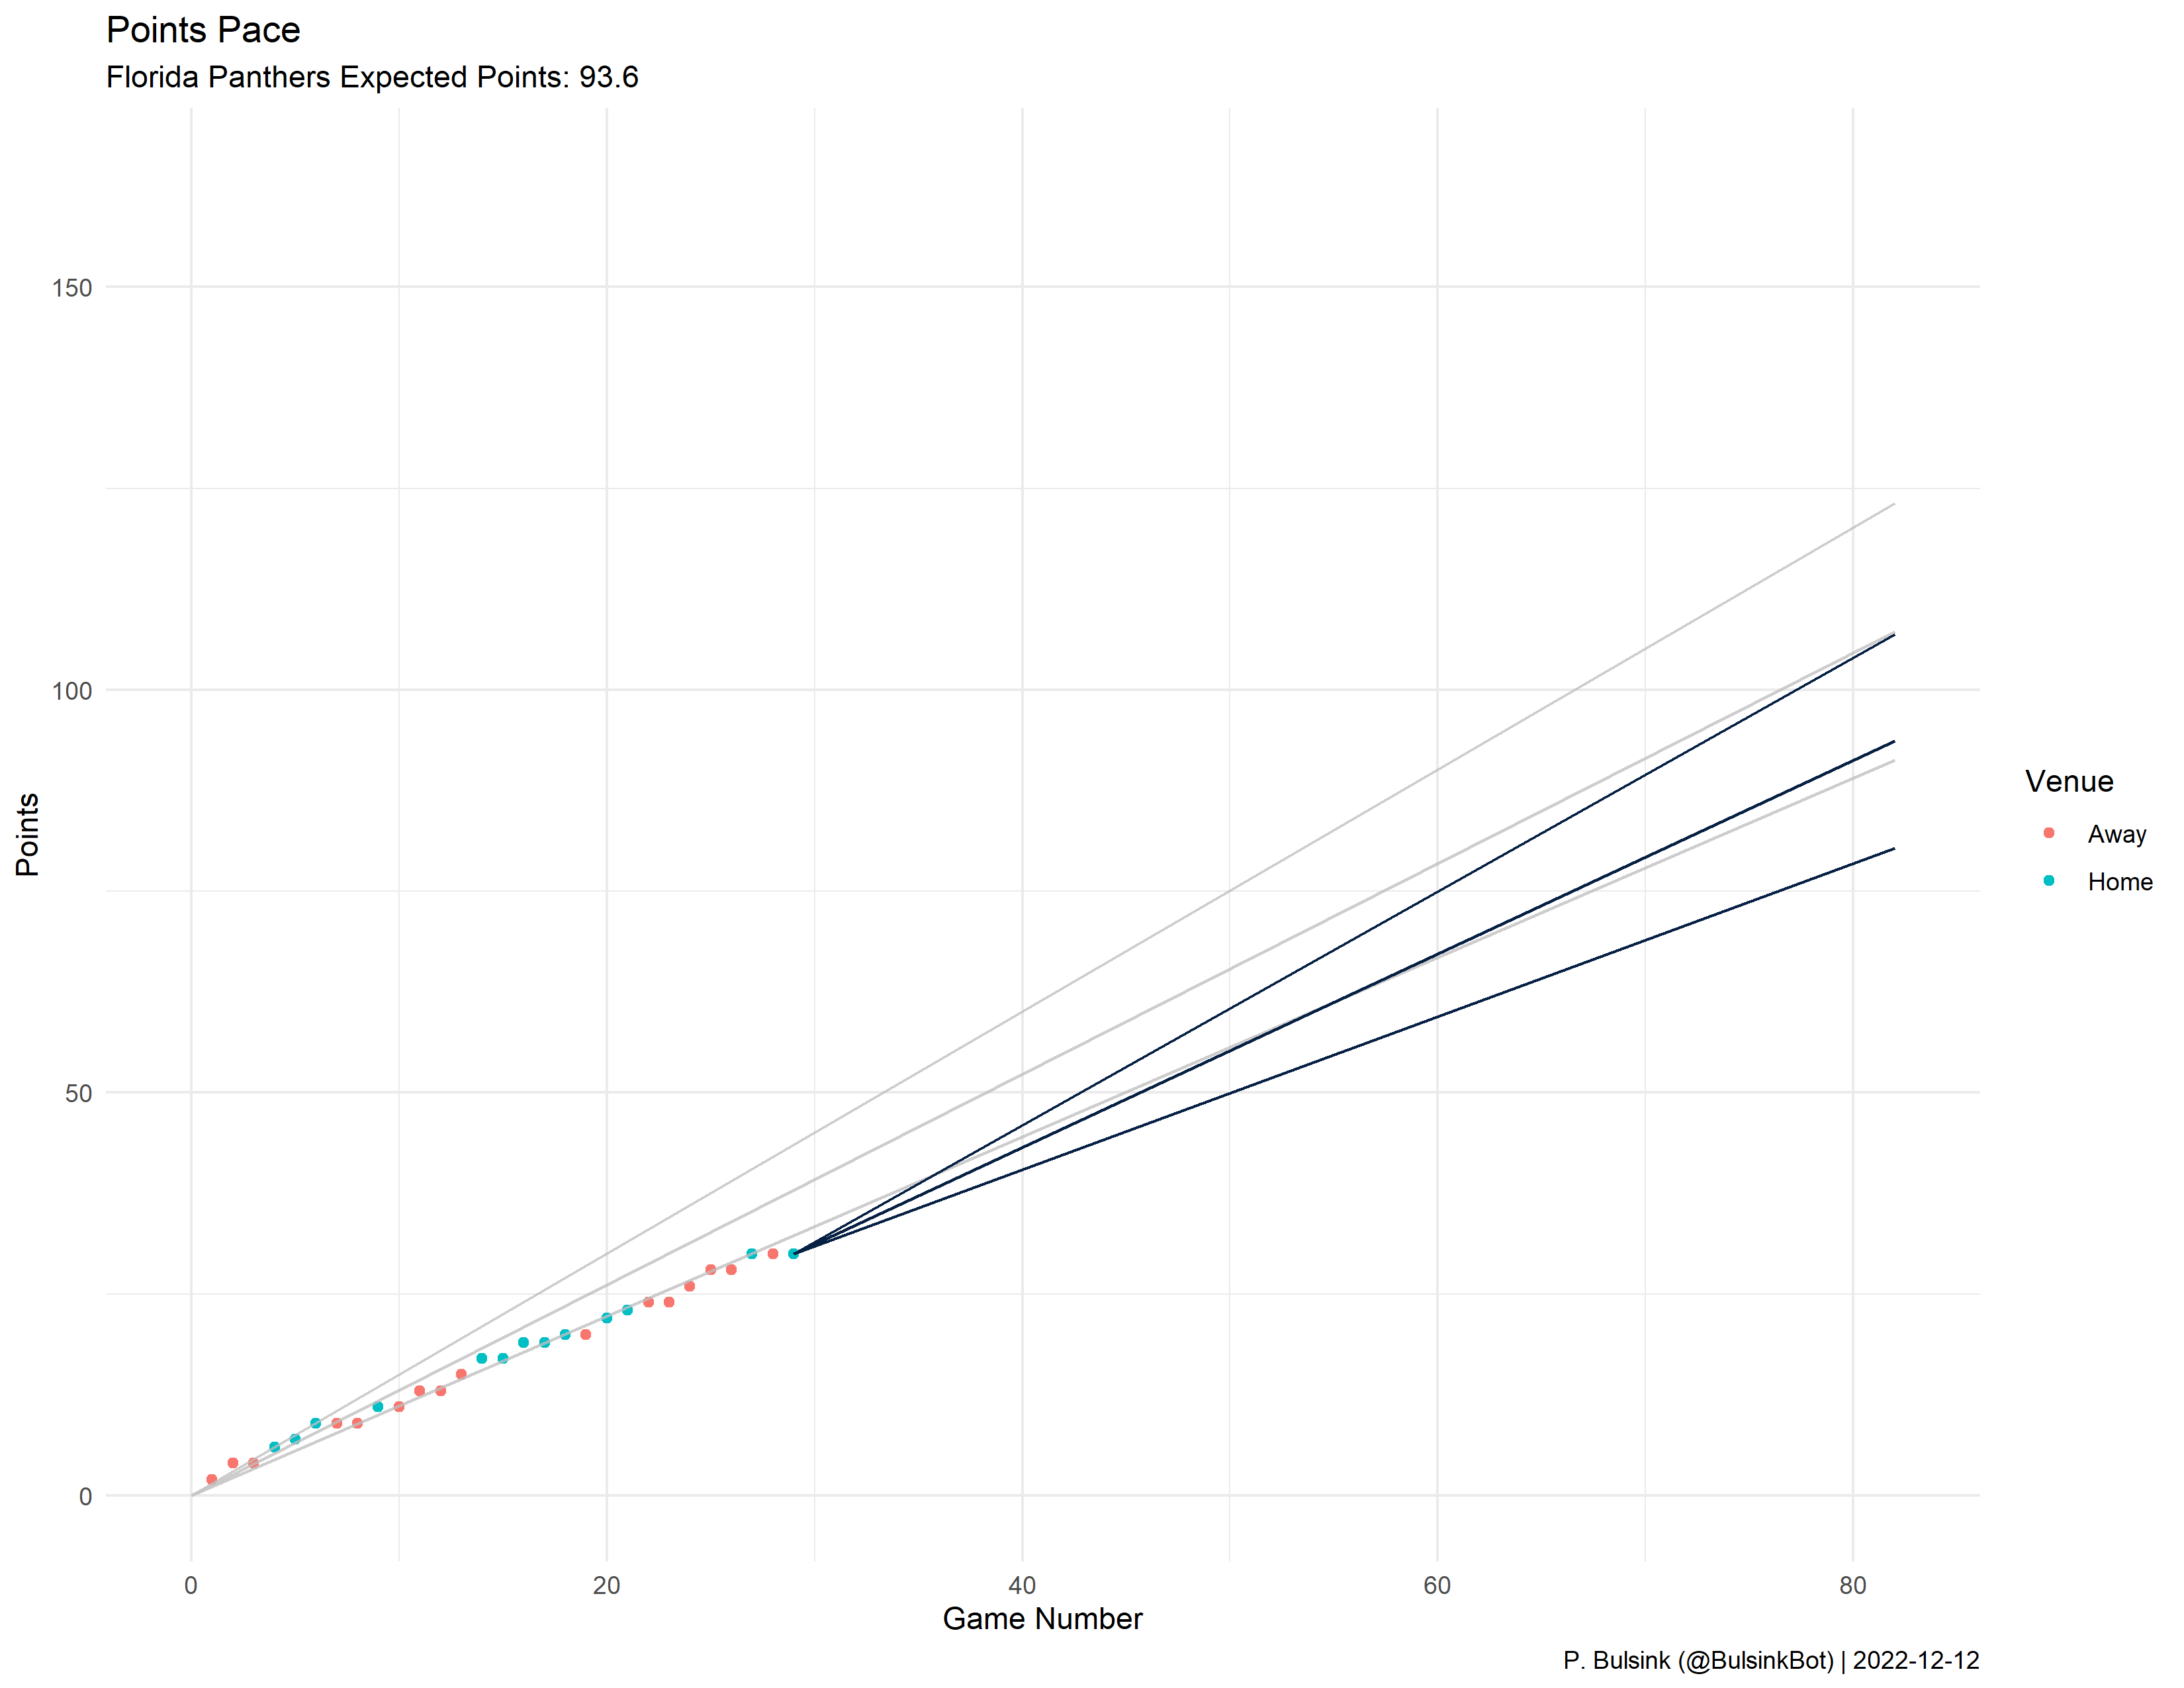 Points Pace
Florida Panthers Expected Points: 93.6
150
100
50
0
Points
0 20 40 60 80
Game Number
Venue
Away
Home
P. Bulsink (@BulsinkBot) | 2022-12-12